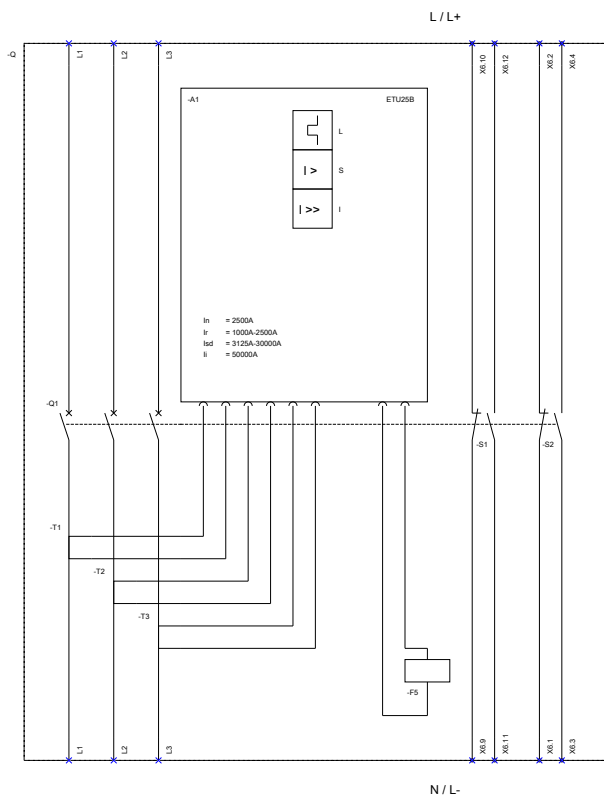 L / L+
-Q
L1
L2
L3
X6.10
X6.12
X6.2
X6.4
-A1
ETU25B
L
I >
S
I >>
I
In = 2500A
Ir = 1000A-2500A
Isd = 3125A-30000A
Ii = 50000A
-Q1
-S1
-S2
-T1
-T2
-T3
-F5
L1
L2
L3
X6.9
X6.11
X6.1
X6.3
N / L-